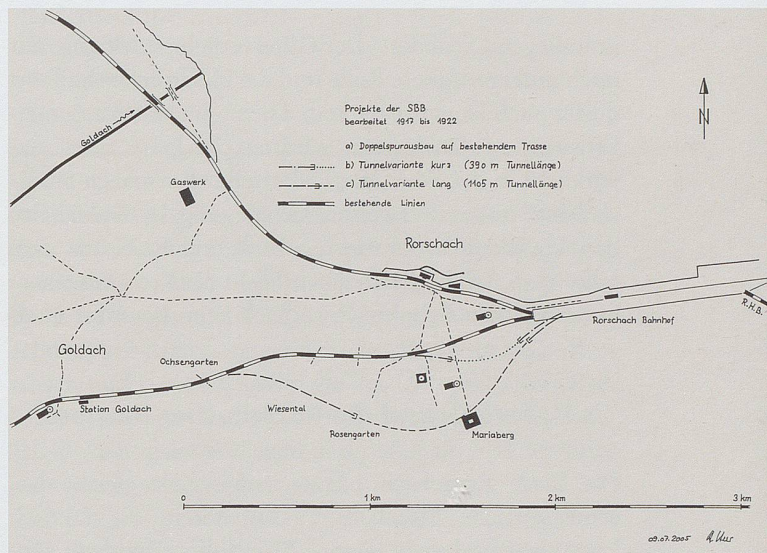 Projekte der SBB
bearbeitet 1917 bis 1922
N
a) Doppelspurausbau auf bestehendem Trasse
b) Tunnelvariante kurz (390 m Tunnellänge)
c) Tunnelvariante lang (1105 m Tunnellänge)
bestehende Linien
Goldach
Gaswerk
Rorschach
Rorschach Bahnhof
R.H.B.
Goldach
Ochsengarten
Station Goldach
Wiesental
Rosengarten
Mariaberg
0 1 km 2 km 3 km
09.07.2005